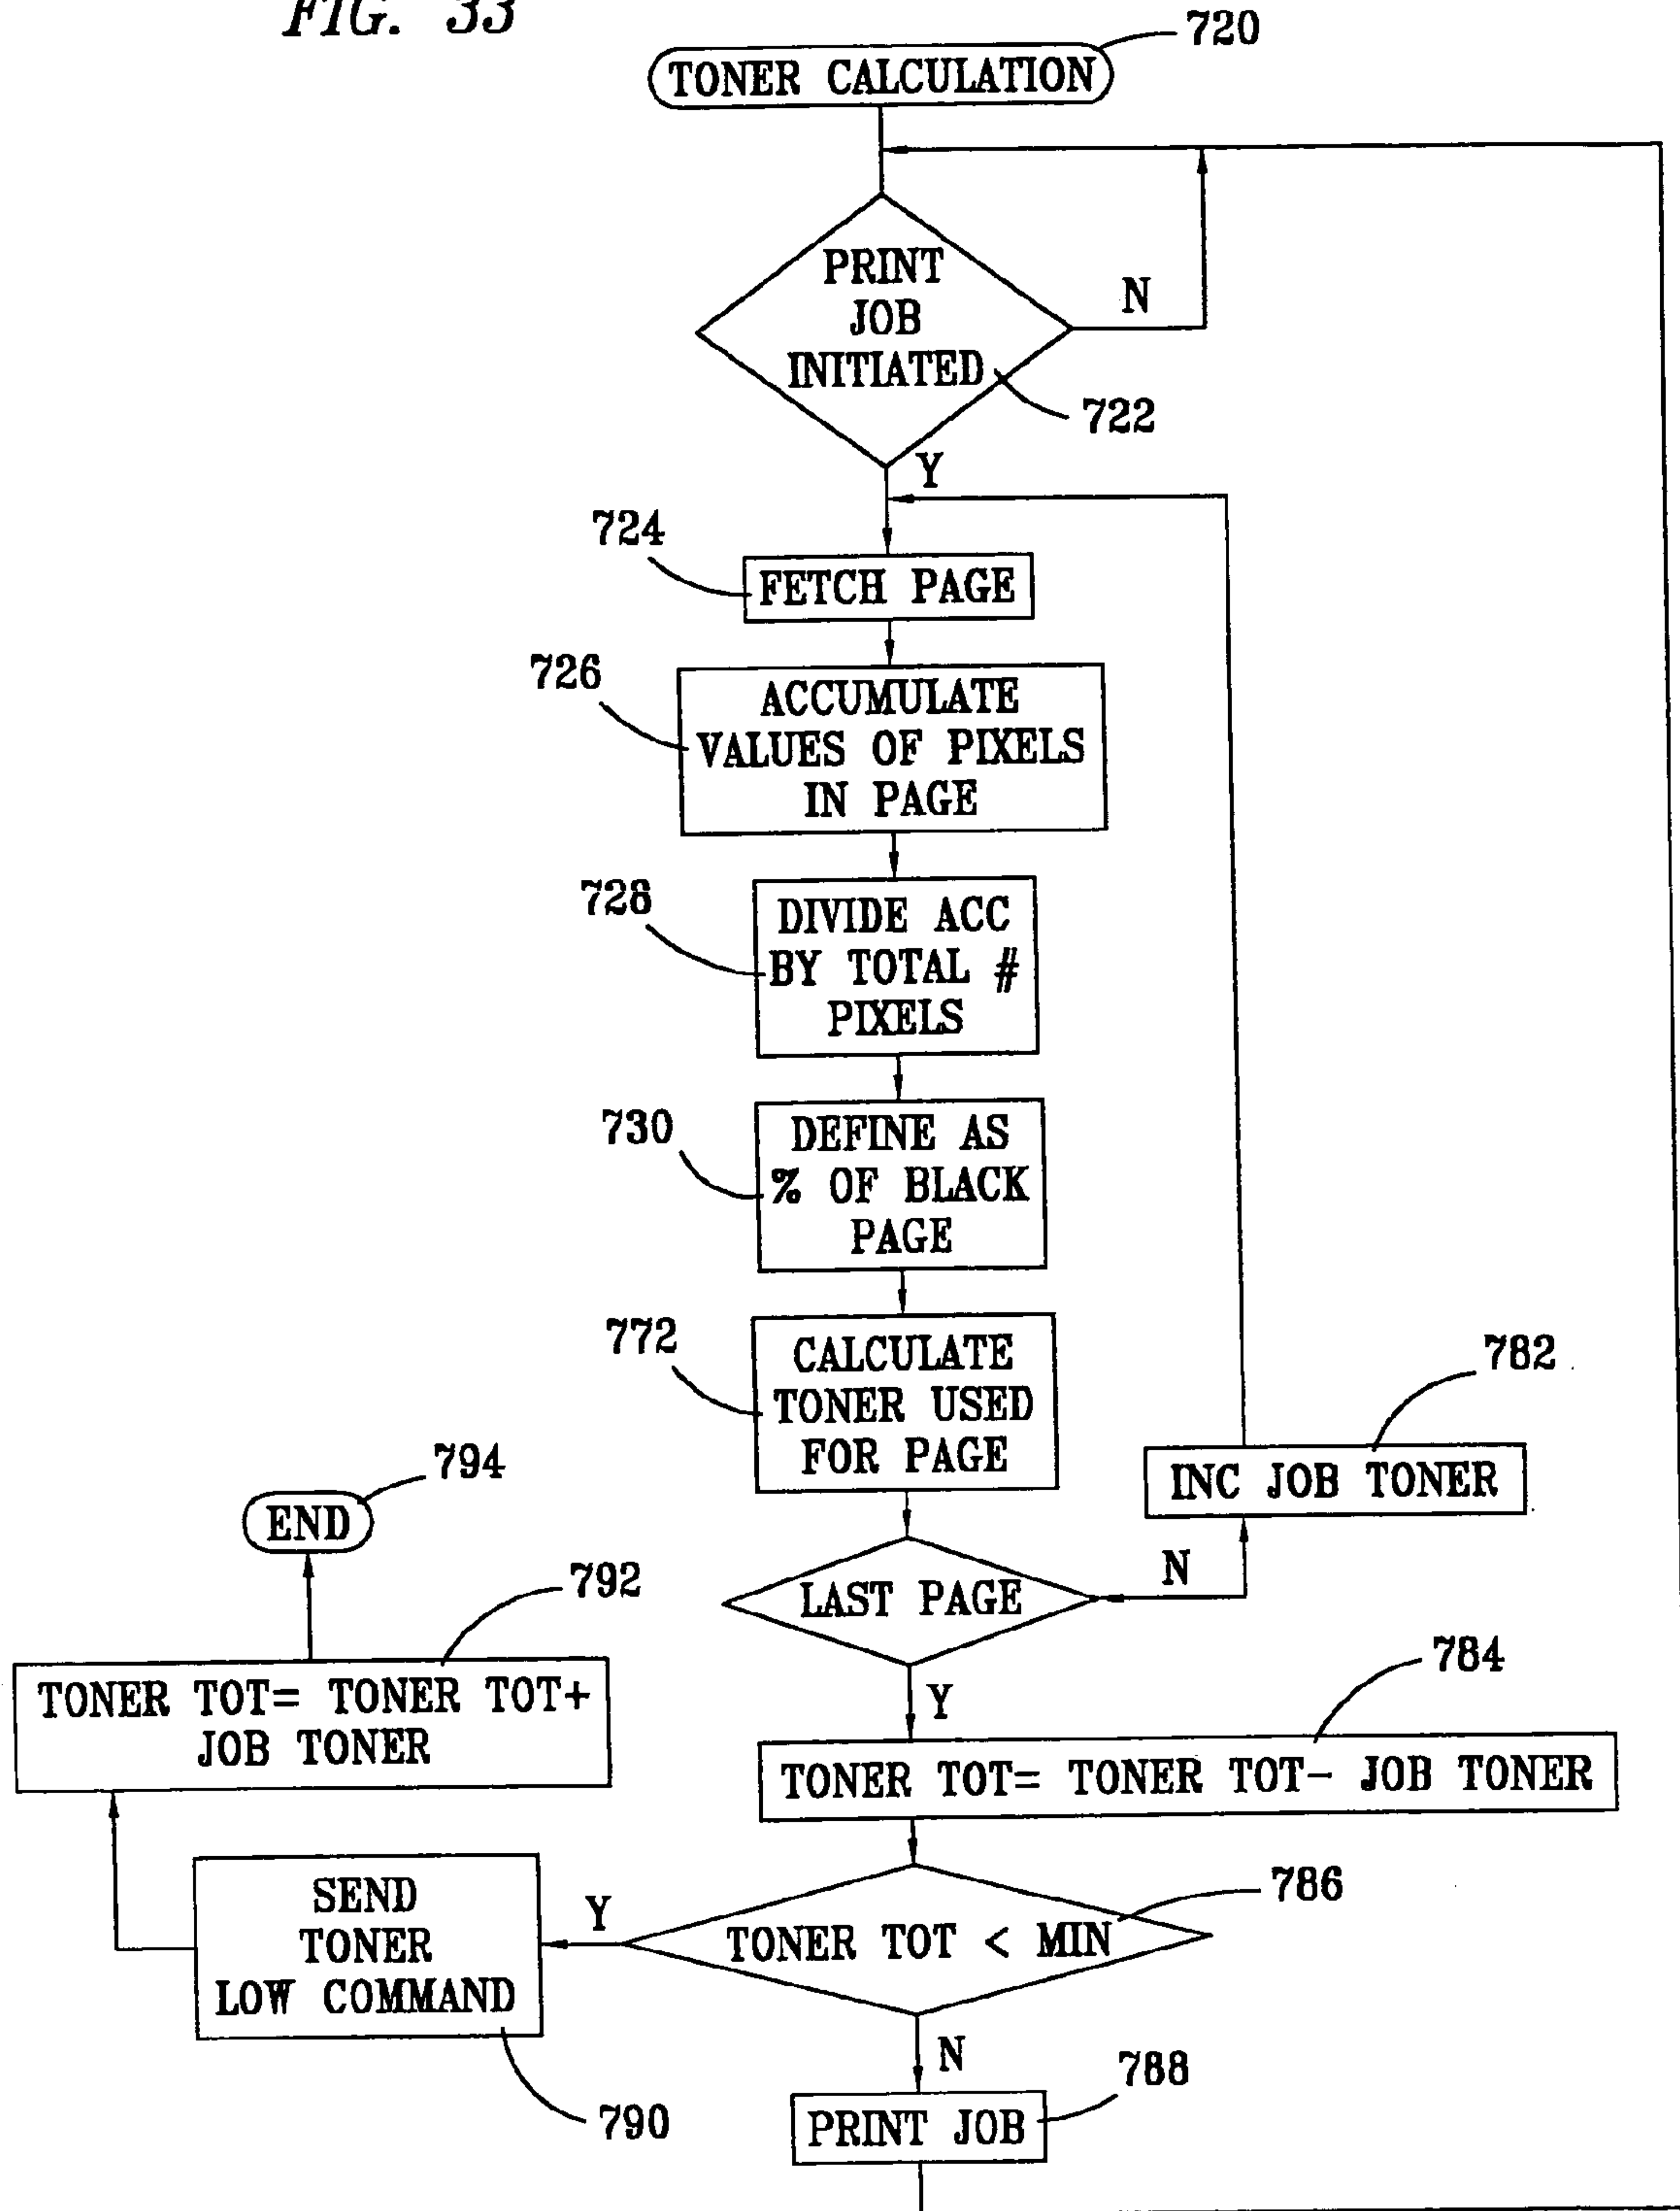 FIG. 33
720
TONER CALCULATION
PRINT
JOB
INITIATED
N
722
Y
724
FETCH PAGE
726
ACCUMULATE
VALUES OF PIXELS
IN PAGE
728
DIVIDE ACC
BY TOTAL #
PIXELS
730
DEFINE AS
% OF BLACK
PAGE
772
CALCULATE
TONER USED
FOR PAGE
782
INC JOB TONER
794
END
N
LAST PAGE
792
TONER TOT= TONER TOT+
JOB TONER
Y
784
TONER TOT= TONER TOT- JOB TONER
786
TONER TOT < MIN
Y
SEND
TONER
LOW COMMAND
790
N
788
PRINT JOB